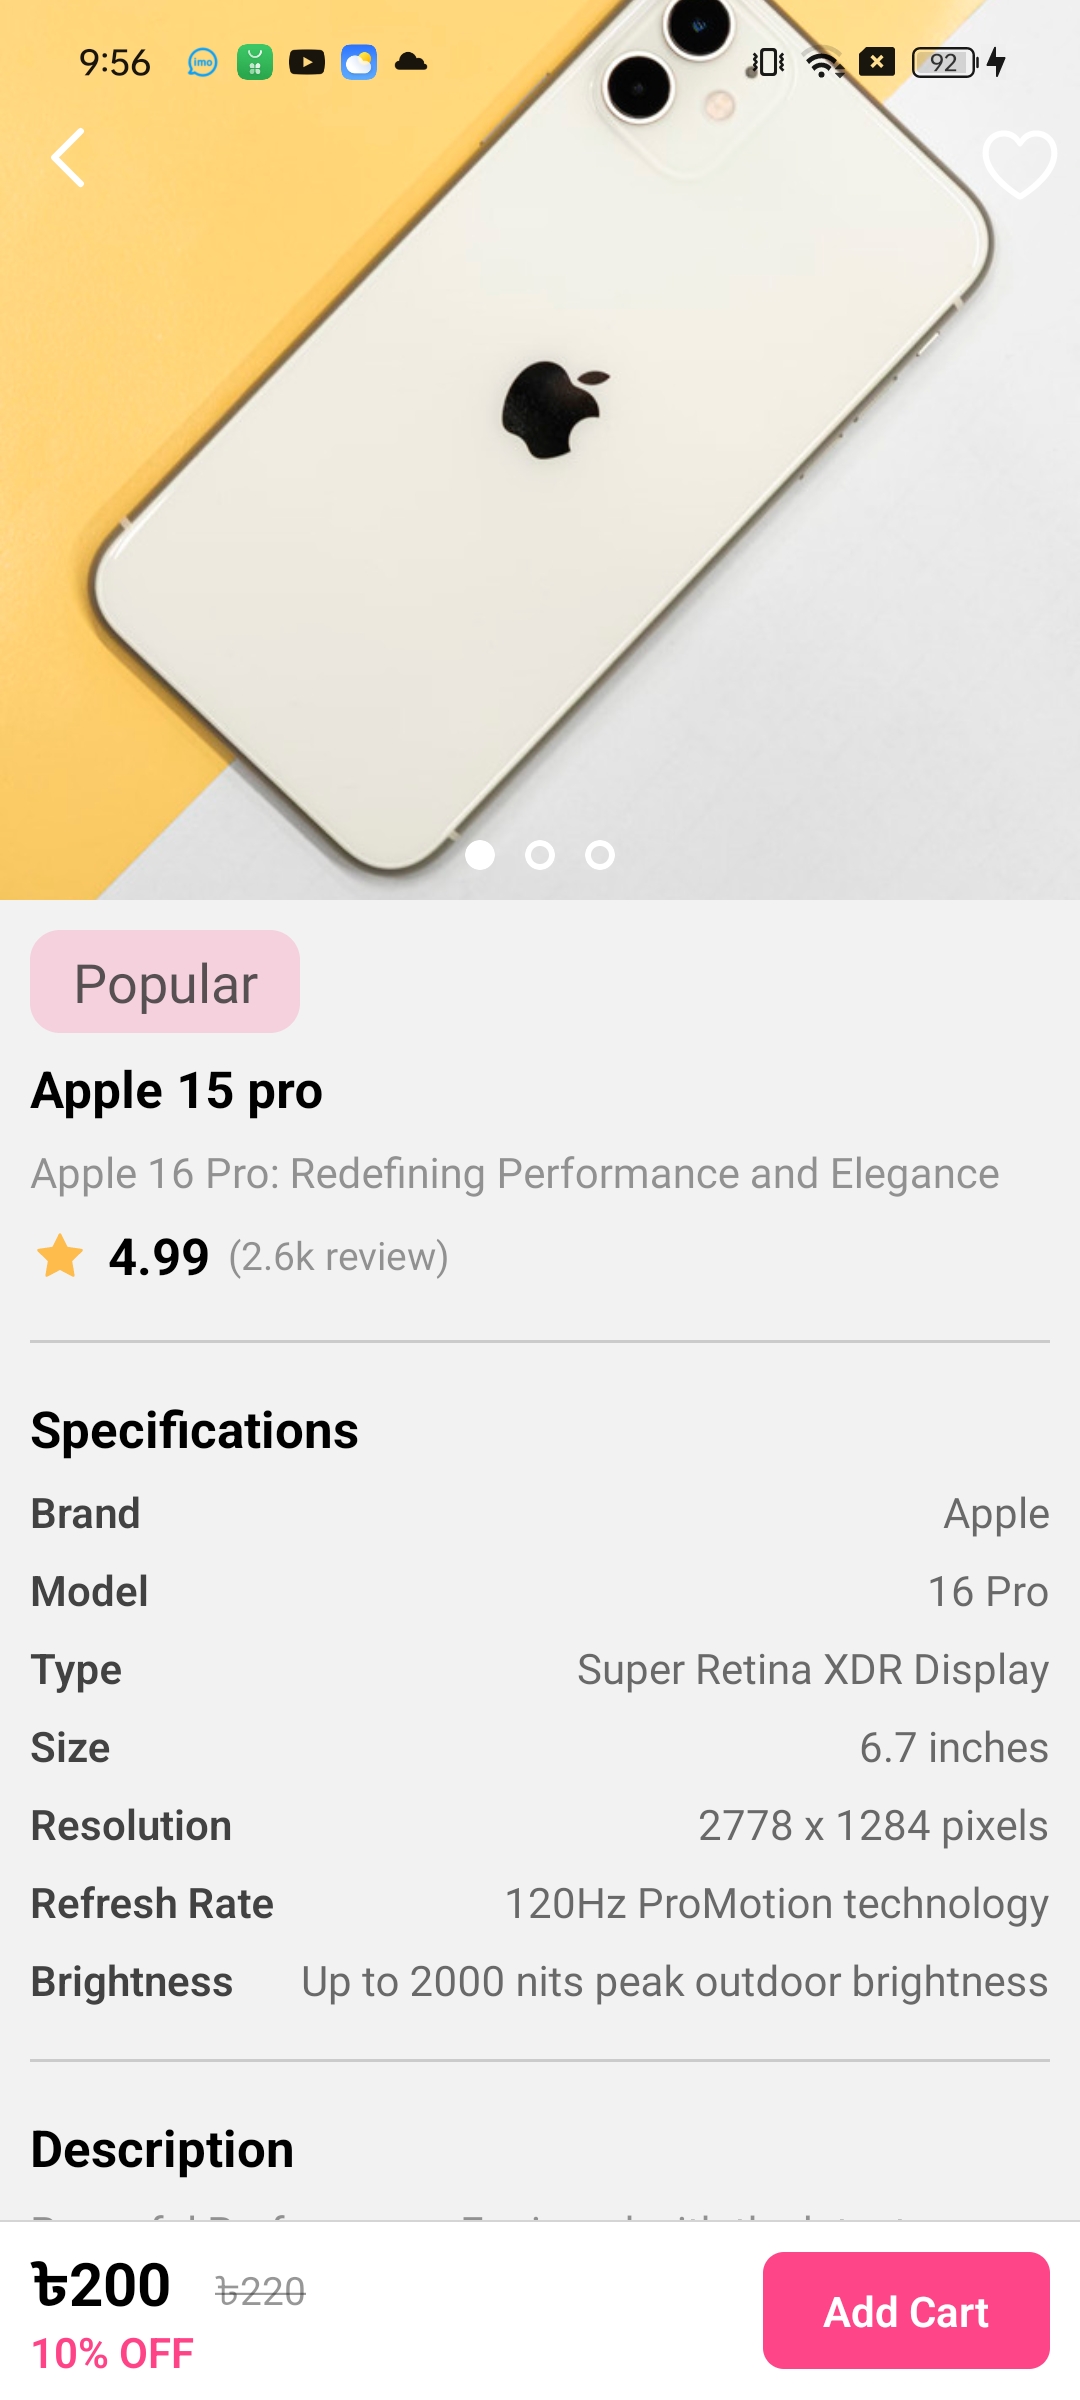 9:56
imo
92
Popular
Apple 15 pro
Apple 16 Pro: Redefining Performance and Elegance
4.99 (2.6k review)
Specifications
Brand Apple
Model 16 Pro
Type Super Retina XDR Display
Size 6.7 inches
Resolution 2778 x 1284 pixels
Refresh Rate 120Hz ProMotion technology
Brightness Up to 2000 nits peak outdoor brightness
Description
৳200 ৳220
10% OFF
Add Cart